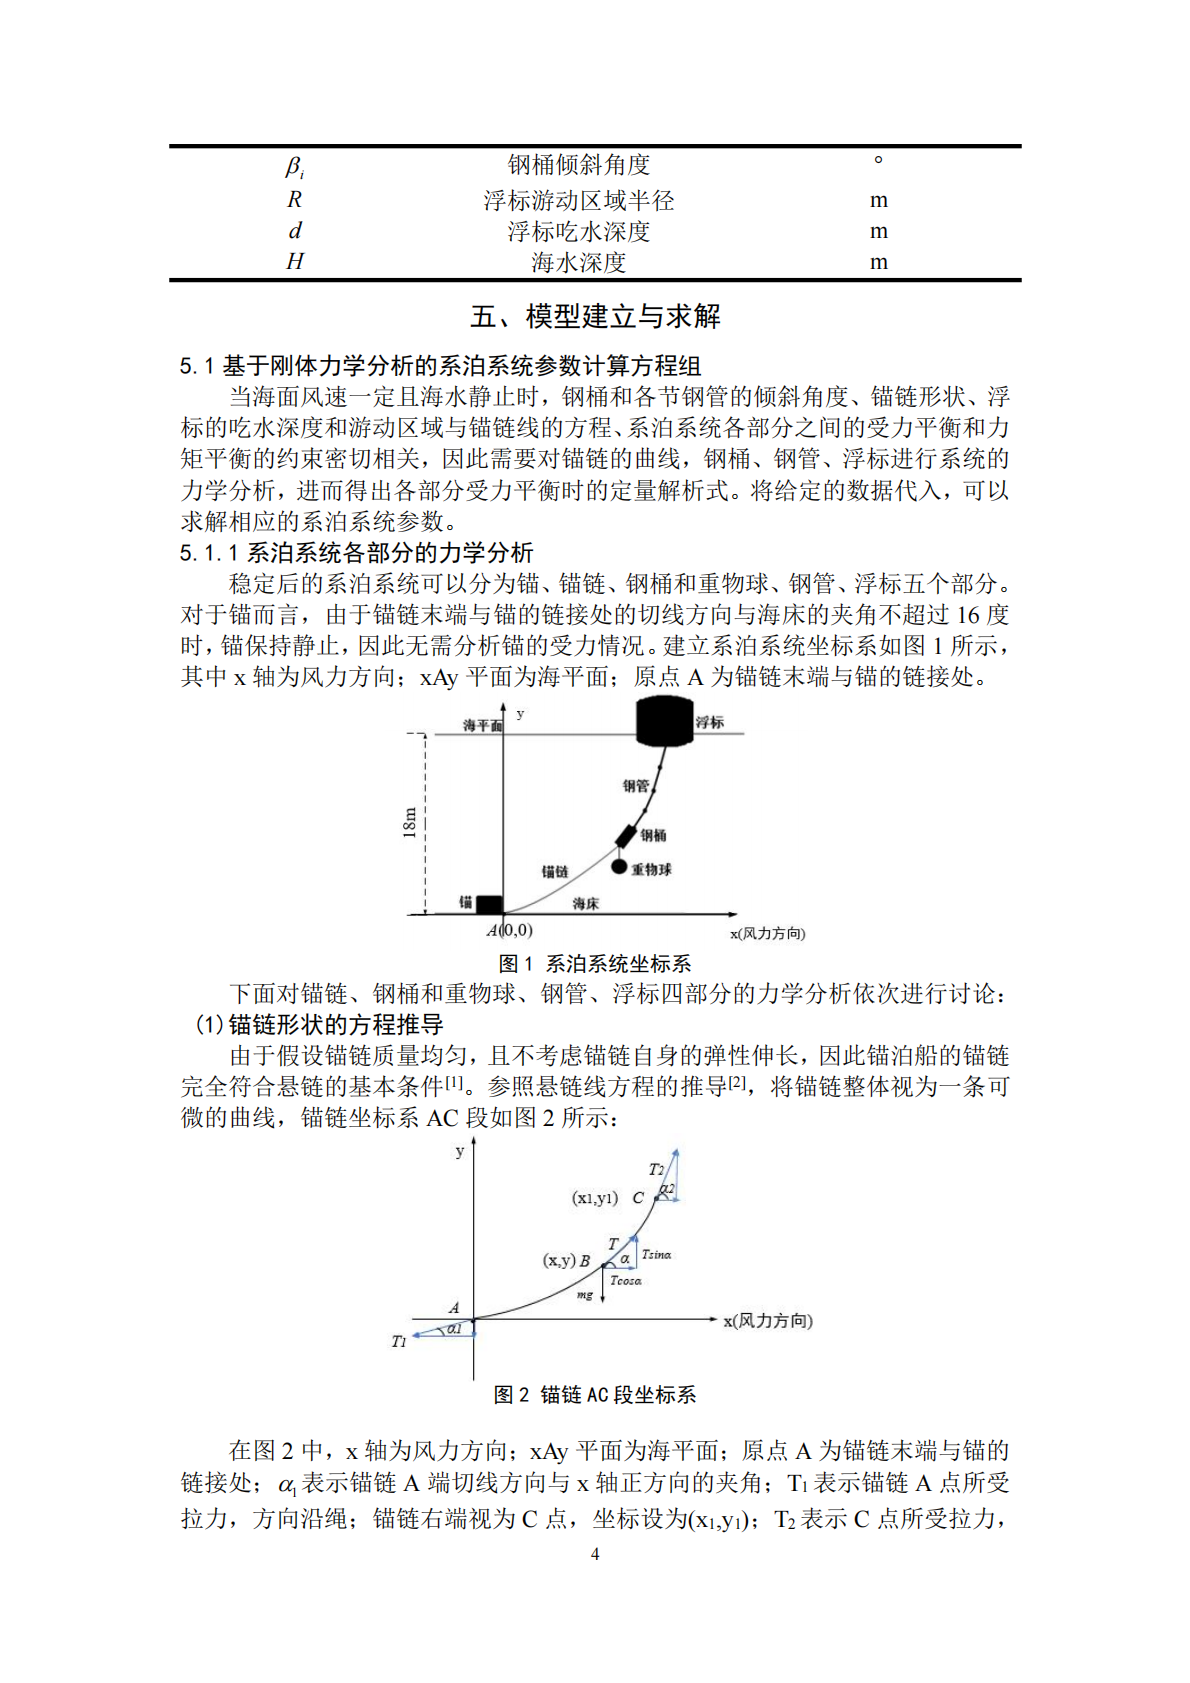 βi 钢桶倾斜角度 °
R 浮标游动区域半径 m
d 浮标吃水深度 m
H 海水深度 m
五、模型建立与求解
5.1 基于刚体力学分析的系泊系统参数计算方程组
当海面风速一定且海水静止时，钢桶和各节钢管的倾斜角度、锚链形状、浮
标的吃水深度和游动区域与锚链线的方程、系泊系统各部分之间的受力平衡和力
矩平衡的约束密切相关，因此需要对锚链的曲线，钢桶、钢管、浮标进行系统的
力学分析，进而得出各部分受力平衡时的定量解析式。将给定的数据代入，可以
求解相应的系泊系统参数。
5.1.1 系泊系统各部分的力学分析
稳定后的系泊系统可以分为锚、锚链、钢桶和重物球、钢管、浮标五个部分。
对于锚而言，由于锚链末端与锚的链接处的切线方向与海床的夹角不超过 16 度
时，锚保持静止，因此无需分析锚的受力情况。建立系泊系统坐标系如图 1 所示，
其中 x 轴为风力方向；xAy 平面为海平面；原点 A 为锚链末端与锚的链接处。
y
海平面
浮标
钢管
18m
钢桶
锚链
重物球
锚
海床
A(0,0)
x(风力方向)
图 1 系泊系统坐标系
下面对锚链、钢桶和重物球、钢管、浮标四部分的力学分析依次进行讨论：
(1)锚链形状的方程推导
由于假设锚链质量均匀，且不考虑锚链自身的弹性伸长，因此锚泊船的锚链
完全符合悬链的基本条件[1]。参照悬链线方程的推导[2]，将锚链整体视为一条可
微的曲线，锚链坐标系 AC 段如图 2 所示：
y
T2
(x1,y1) C α2
T
(x,y) B α Tsinα
Tcosα
mg
A
x(风力方向)
T1 α1
图 2 锚链 AC 段坐标系
在图 2 中，x 轴为风力方向；xAy 平面为海平面；原点 A 为锚链末端与锚的
链接处；α1 表示锚链 A 端切线方向与 x 轴正方向的夹角；T1 表示锚链 A 点所受
拉力，方向沿绳；锚链右端视为 C 点，坐标设为(x1,y1)；T2 表示 C 点所受拉力，
4